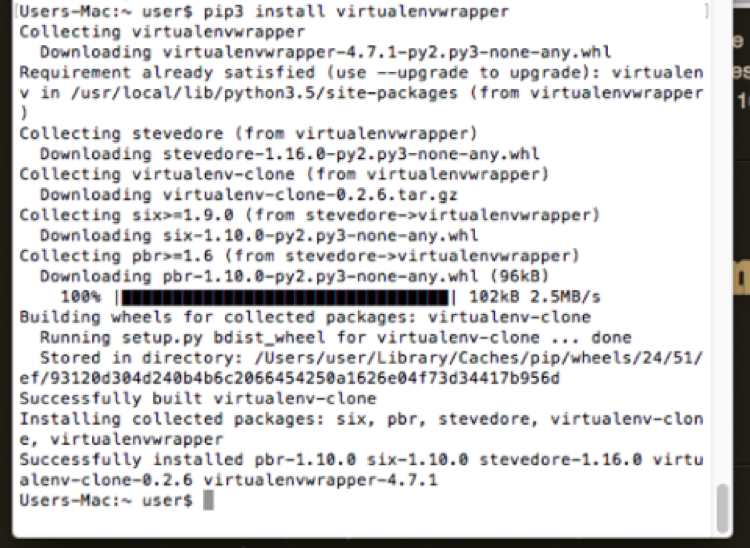 [Users-Mac:~ user$ pip3 install virtualenvwrapper ]
Collecting virtualenvwrapper
  Downloading virtualenvwrapper-4.7.1-py2.py3-none-any.whl
Requirement already satisfied (use --upgrade to upgrade): virtualen
v in /usr/local/lib/python3.5/site-packages (from virtualenvwrapper
)
Collecting stevedore (from virtualenvwrapper)
  Downloading stevedore-1.16.0-py2.py3-none-any.whl
Collecting virtualenv-clone (from virtualenvwrapper)
  Downloading virtualenv-clone-0.2.6.tar.gz
Collecting six>=1.9.0 (from stevedore->virtualenvwrapper)
  Downloading six-1.10.0-py2.py3-none-any.whl
Collecting pbr>=1.6 (from stevedore->virtualenvwrapper)
  Downloading pbr-1.10.0-py2.py3-none-any.whl (96kB)
    100% |████████████████████████████████| 102kB 2.5MB/s
Building wheels for collected packages: virtualenv-clone
  Running setup.py bdist_wheel for virtualenv-clone ... done
  Stored in directory: /Users/user/Library/Caches/pip/wheels/24/51/
ef/93120d304d240b4b6c2066454250a1626e04f73d34417b956d
Successfully built virtualenv-clone
Installing collected packages: six, pbr, stevedore, virtualenv-clon
e, virtualenvwrapper
Successfully installed pbr-1.10.0 six-1.10.0 stevedore-1.16.0 virtu
alenv-clone-0.2.6 virtualenvwrapper-4.7.1
Users-Mac:~ user$